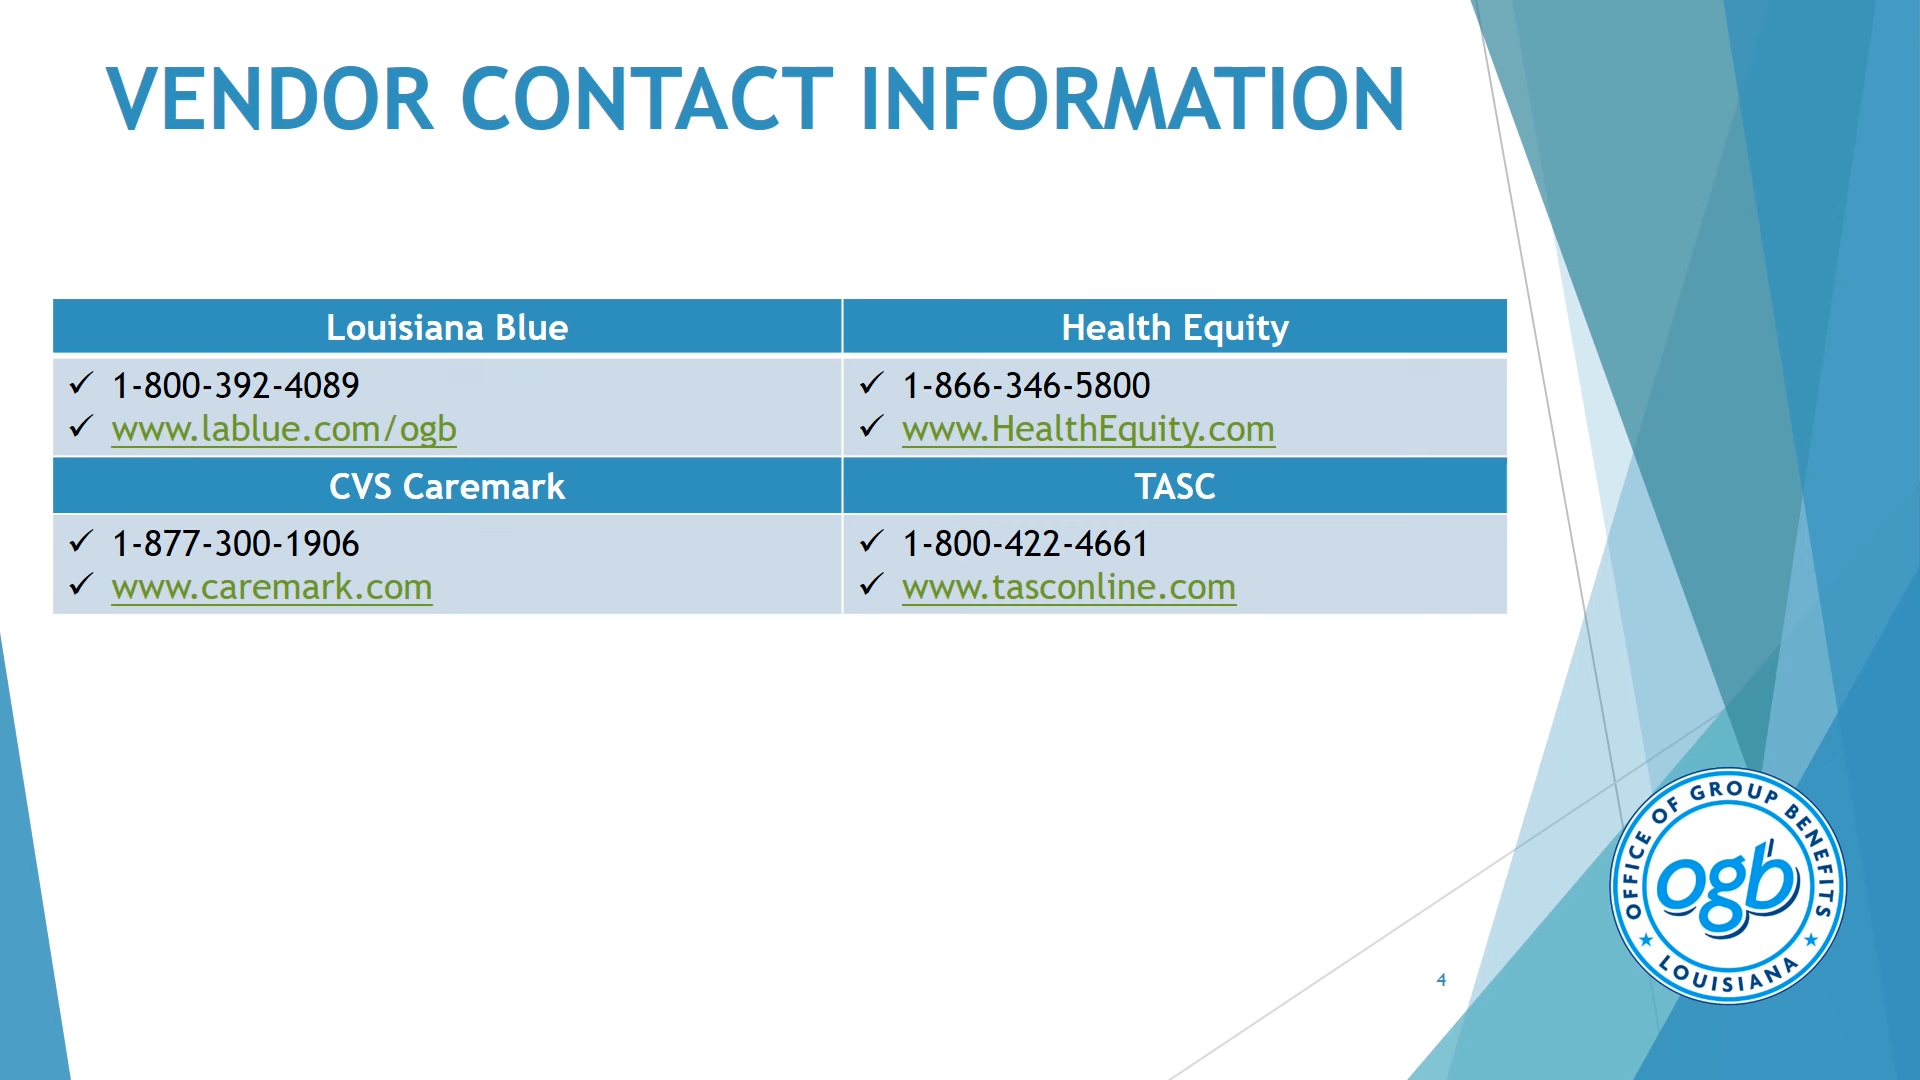 VENDOR CONTACT INFORMATION
Louisiana Blue
Health Equity
✓ 1-800-392-4089
✓ www.lablue.com/ogb
✓ 1-866-346-5800
✓ www.HealthEquity.com
CVS Caremark
TASC
✓ 1-877-300-1906
✓ www.caremark.com
✓ 1-800-422-4661
✓ www.tasconline.com
4
OFFICE OF GROUP BENEFITS
ogb
LOUISIANA